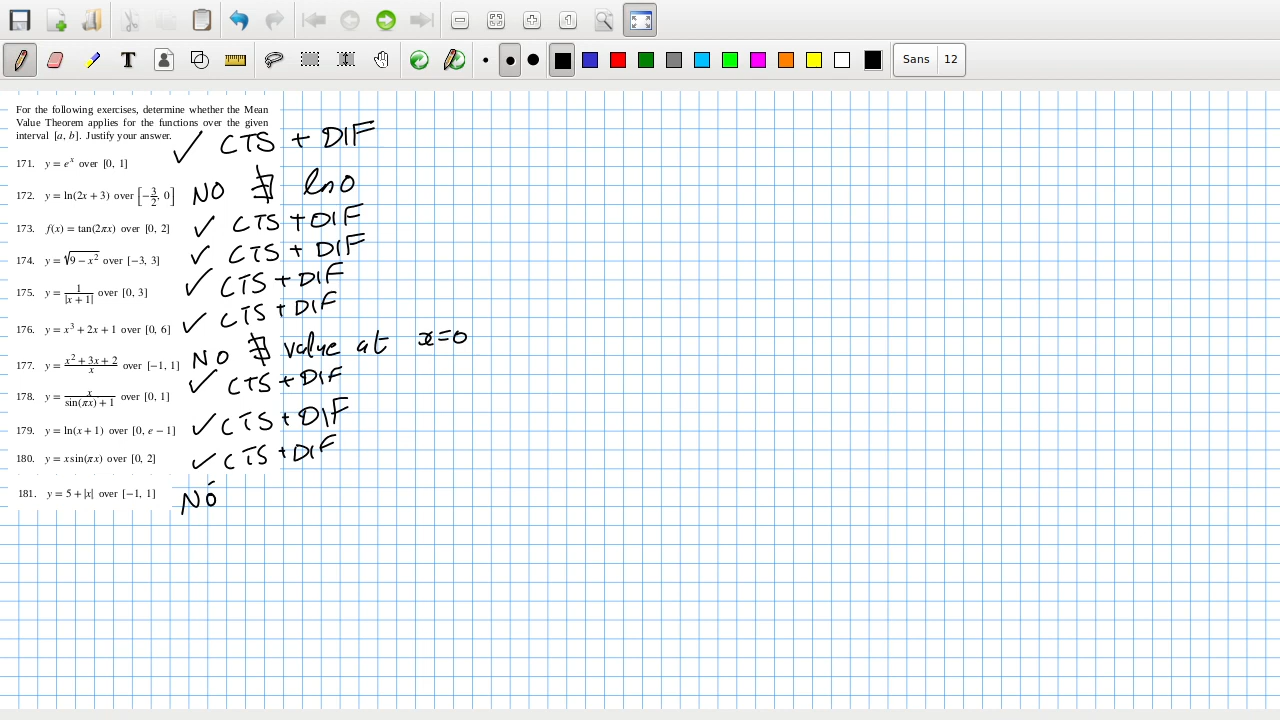 Sans 12
For the following exercises, determine whether the Mean
Value Theorem applies for the functions over the given
interval [a, b]. Justify your answer.
171. y = e^x over [0, 1] ✓ CTS + DIF
172. y = ln(2x + 3) over [−3/2, 0] NO ∄ ln 0
173. f(x) = tan(2πx) over [0, 2] ✓ CTS + DIF
174. y = √(9 − x^2) over [−3, 3] ✓ CTS + DIF
175. y = 1/|x + 1| over [0, 3] ✓ CTS + DIF
176. y = x^3 + 2x + 1 over [0, 6] ✓ CTS + DIF
177. y = (x^2 + 3x + 2)/x over [−1, 1] NO ∄ value at x=0
178. y = x/(sin(πx) + 1) over [0, 1] ✓ CTS + DIF
179. y = ln(x + 1) over [0, e − 1] ✓ CTS + DIF
180. y = x sin(πx) over [0, 2] ✓ CTS + DIF
181. y = 5 + |x| over [−1, 1] NO